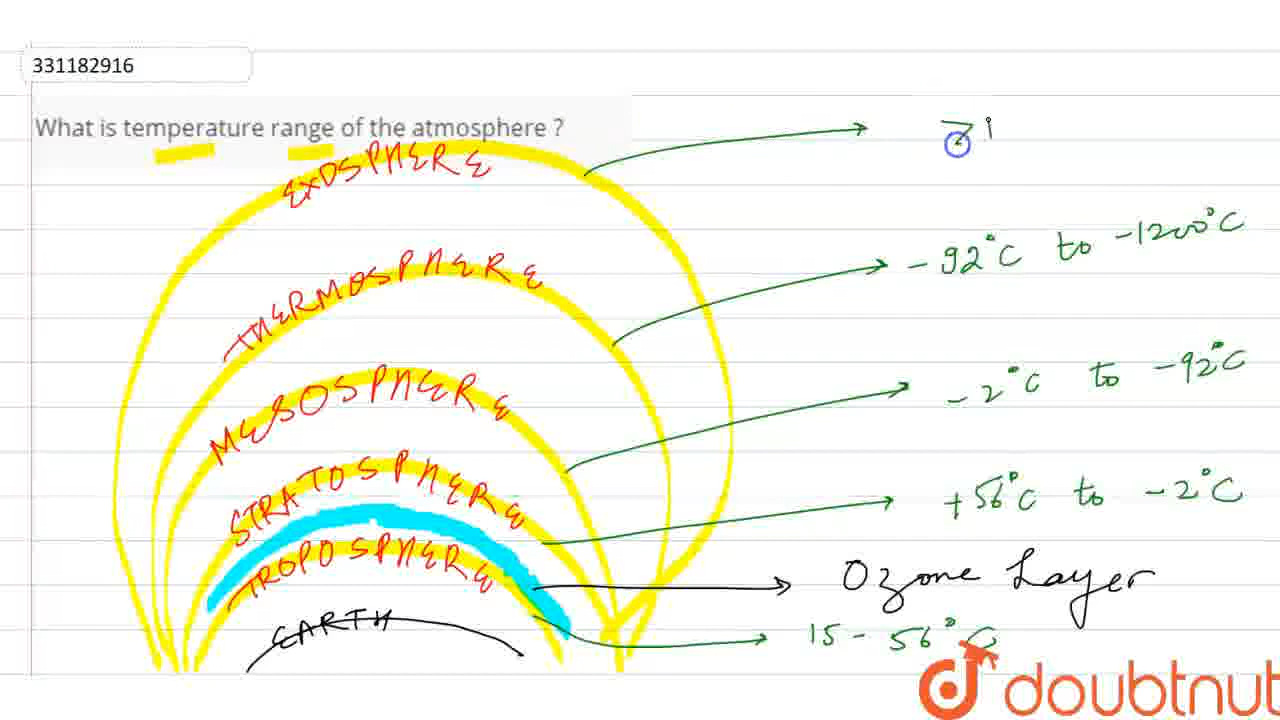 331182916
What is temperature range of the atmosphere ?
EXOSPHERE
THERMOSPHERE
-92°C to -1200°C
MESOSPHERE
-2°C to -92°C
STRATOSPHERE
+56°C to -2°C
Ozone Layer
TROPOSPHERE
15-56°C
EARTH
doubtnut